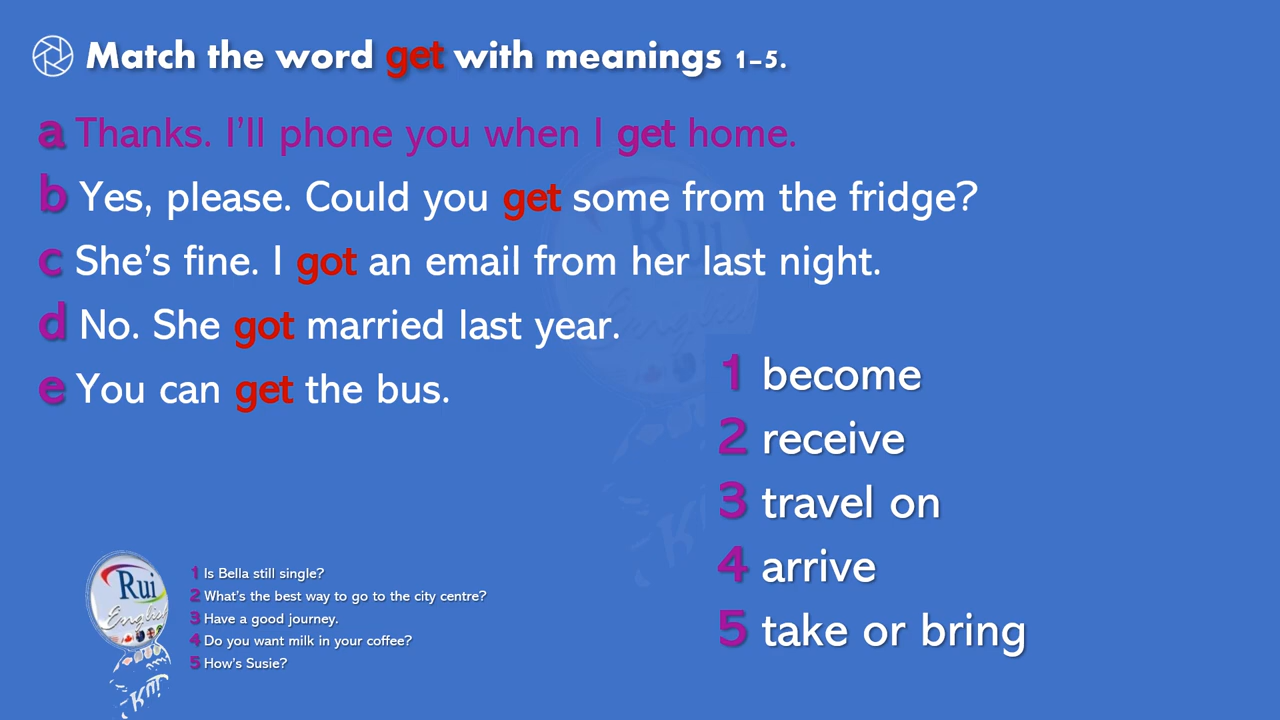 Match the word get with meanings 1–5.
a Thanks. I'll phone you when I get home.
b Yes, please. Could you get some from the fridge?
c She's fine. I got an email from her last night.
d No. She got married last year.
e You can get the bus.
1 become
2 receive
3 travel on
4 arrive
5 take or bring
Rui
English
1 Is Bella still single?
2 What's the best way to go to the city centre?
3 Have a good journey.
4 Do you want milk in your coffee?
5 How's Susie?